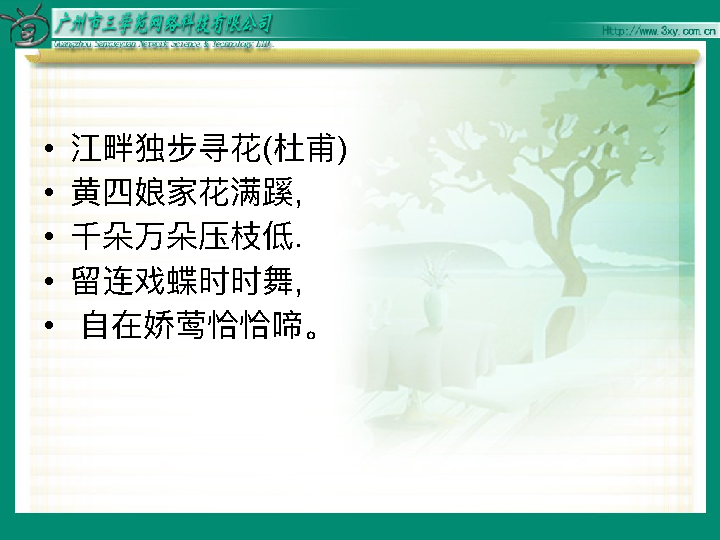 广州市三学苑网络科技有限公司
Guangzhou Sanxueyuan Network Science & Technology Ltd.
Http://www.3xy.com.cn
• 江畔独步寻花(杜甫)
• 黄四娘家花满蹊,
• 千朵万朵压枝低.
• 留连戏蝶时时舞,
• 自在娇莺恰恰啼。